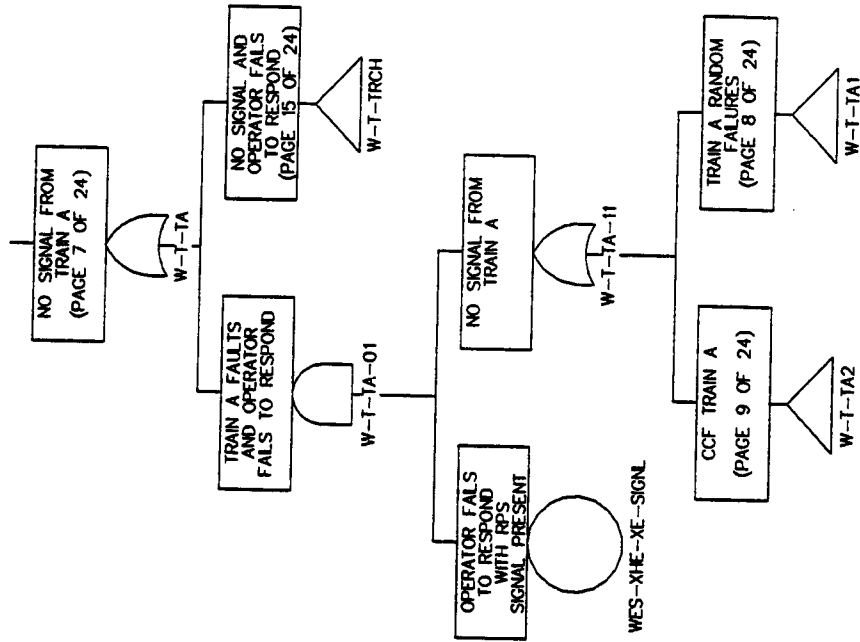 NO SIGNAL FROM
TRAIN A
(PAGE 7 OF 24)
W-T-TA
TRAIN A FAULTS
AND OPERATOR
FAILS TO RESPOND
W-T-TA-01
NO SIGNAL AND
OPERATOR FAILS
TO RESPOND
(PAGE 15 OF 24)
W-T-TRCH
OPERATOR FAILS
TO RESPOND
WITH RPS
SIGNAL PRESENT
WES-XHE-XE-SIGNL
NO SIGNAL FROM
TRAIN A
W-T-TA-11
CCF TRAIN A
(PAGE 9 OF 24)
W-T-TA2
TRAIN A RANDOM
FAILURES
(PAGE 8 OF 24)
W-T-TA1